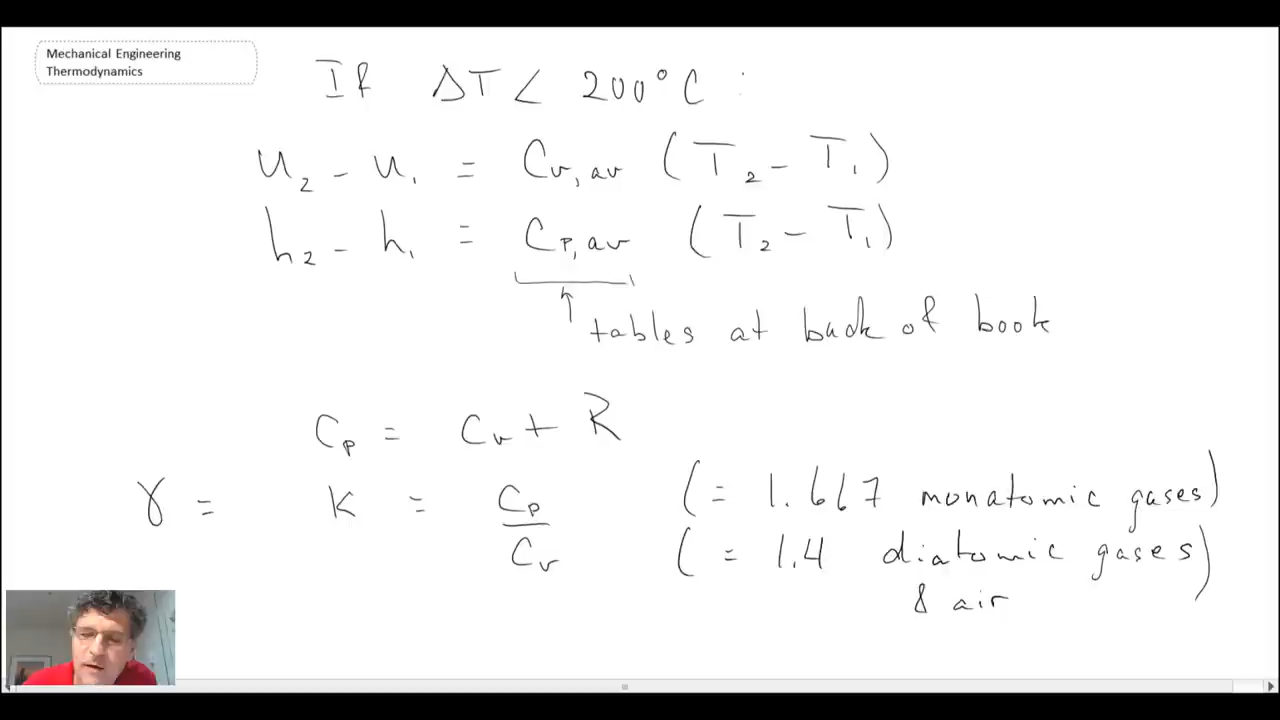 Mechanical Engineering
Thermodynamics
If ΔT < 200°C :
u₂ - u₁ = Cv,av (T₂ - T₁)
h₂ - h₁ = Cp,av (T₂ - T₁)
tables at back of book
Cp = Cv + R
γ = k = Cp/Cv (= 1.667 monatomic gases)
(= 1.4 diatomic gases)
& air